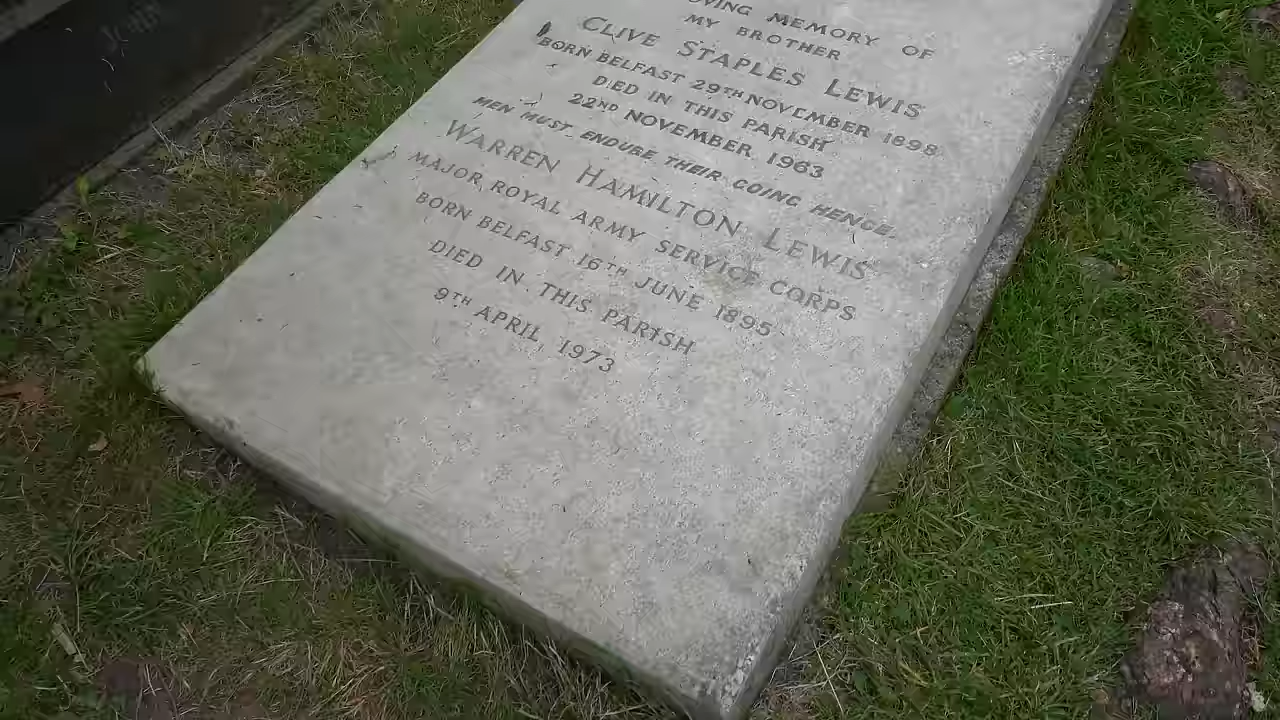 OVING MEMORY OF
MY BROTHER
CLIVE STAPLES LEWIS
BORN BELFAST 29TH NOVEMBER 1898
DIED IN THIS PARISH
22ND NOVEMBER 1963
MEN MUST ENDURE THEIR GOING HENCE.
WARREN HAMILTON LEWIS
MAJOR, ROYAL ARMY SERVICE CORPS
BORN BELFAST 16TH JUNE 1895
DIED IN THIS PARISH
9TH APRIL, 1973